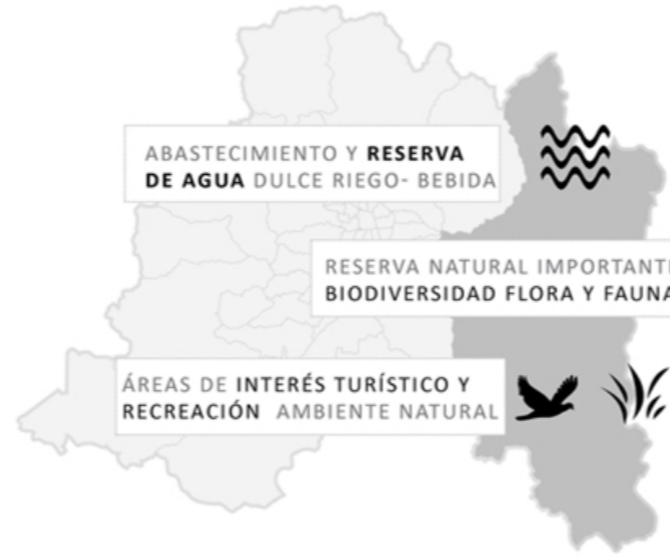 ABASTECIMIENTO Y RESERVA
DE AGUA DULCE RIEGO- BEBIDA
RESERVA NATURAL IMPORTANT
BIODIVERSIDAD FLORA Y FAUNA
ÁREAS DE INTERÉS TURÍSTICO Y
RECREACIÓN AMBIENTE NATURAL